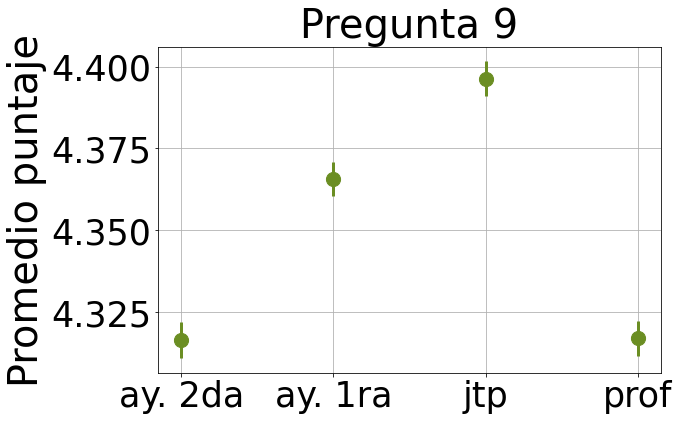 Pregunta 9
Promedio puntaje
4.400
4.375
4.350
4.325
ay. 2da ay. 1ra jtp prof